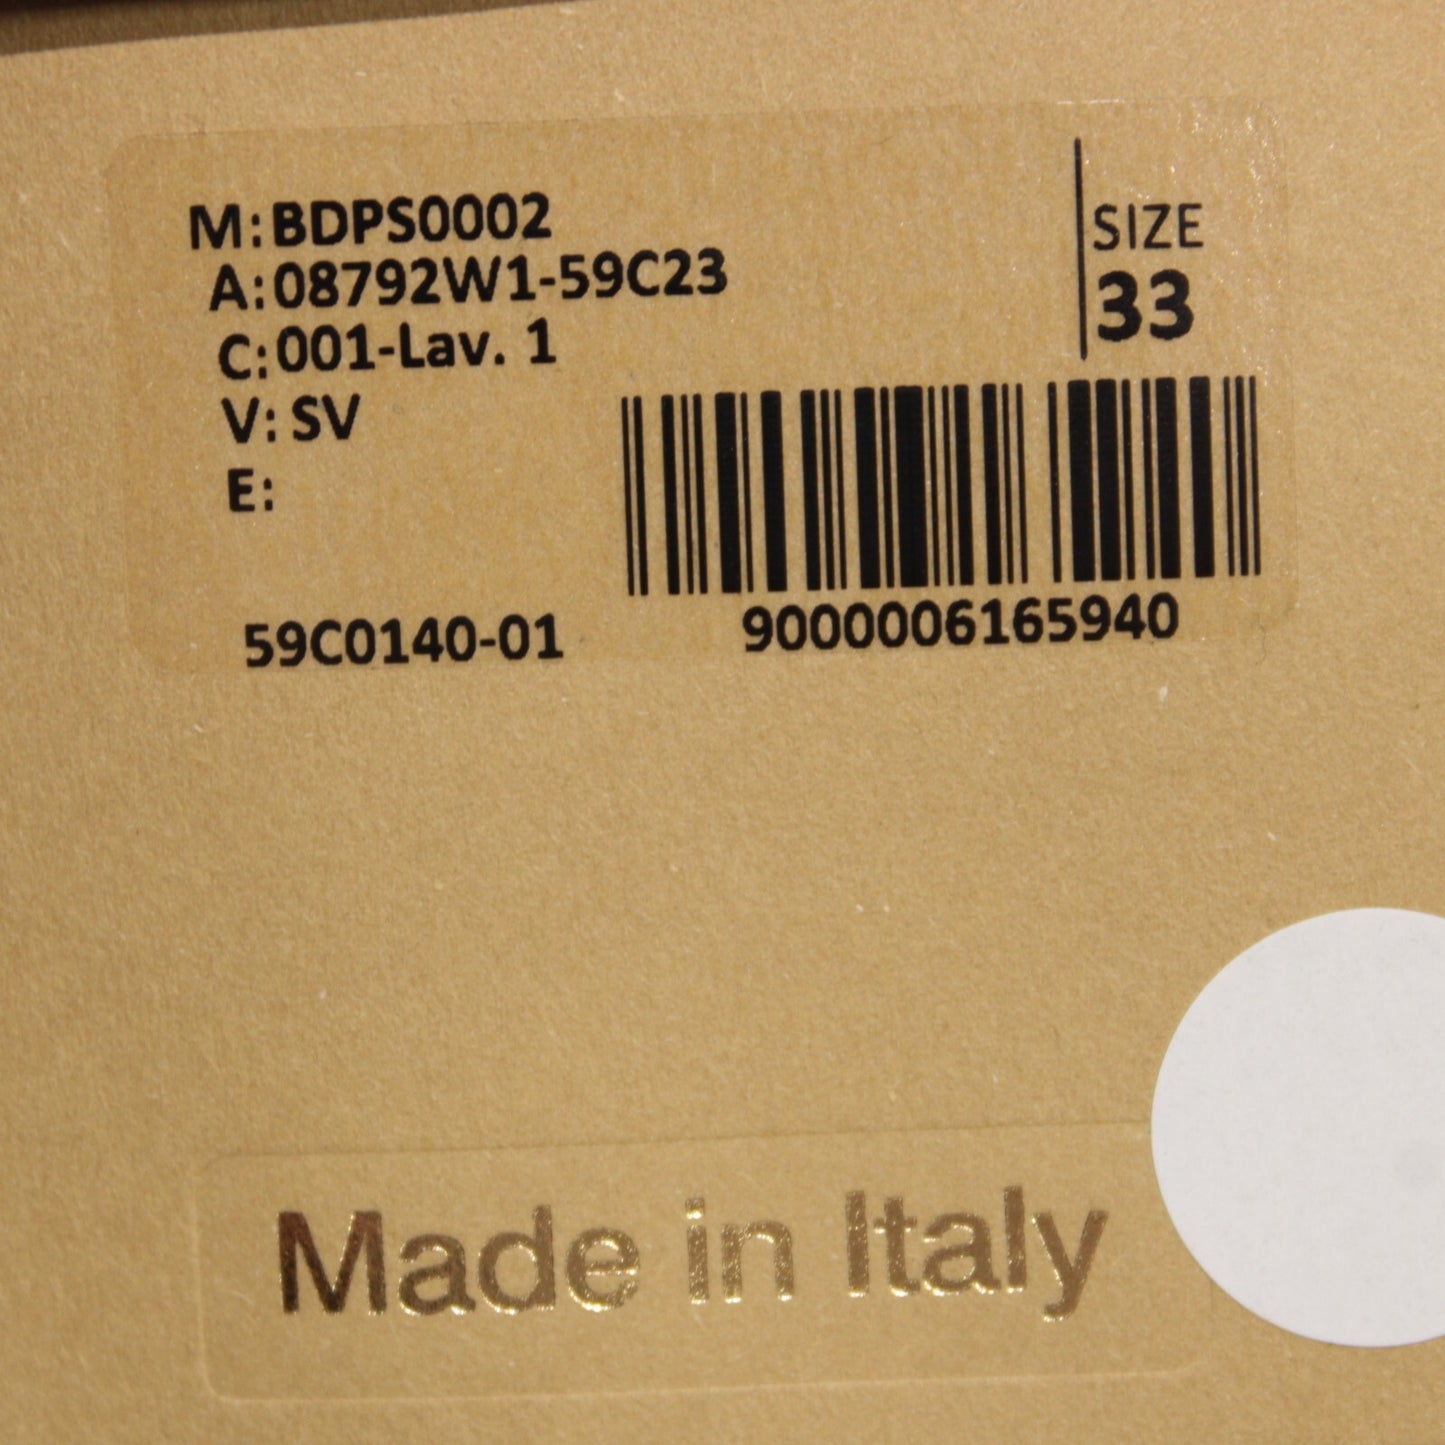 M: BDPS0002
A: 08792W1-59C23
C: 001-Lav. 1
V: SV
E:
SIZE
33
59C0140-01
9000006165940
Made in Italy